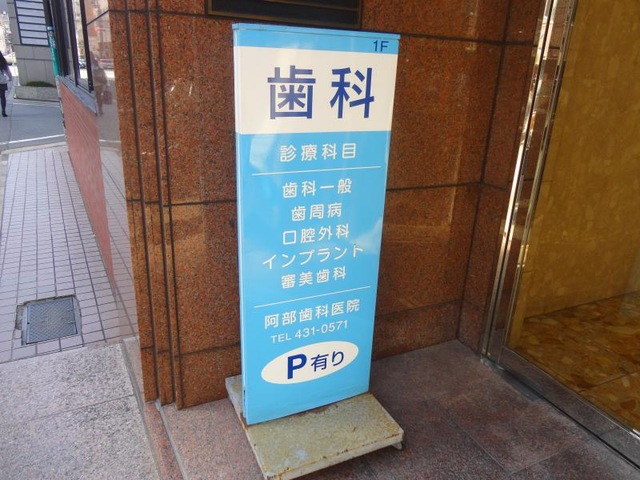 1F
歯科
診療科目
歯科一般
歯周病
口腔外科
インプラント
審美歯科
阿部歯科医院
TEL 431-0571
P有り